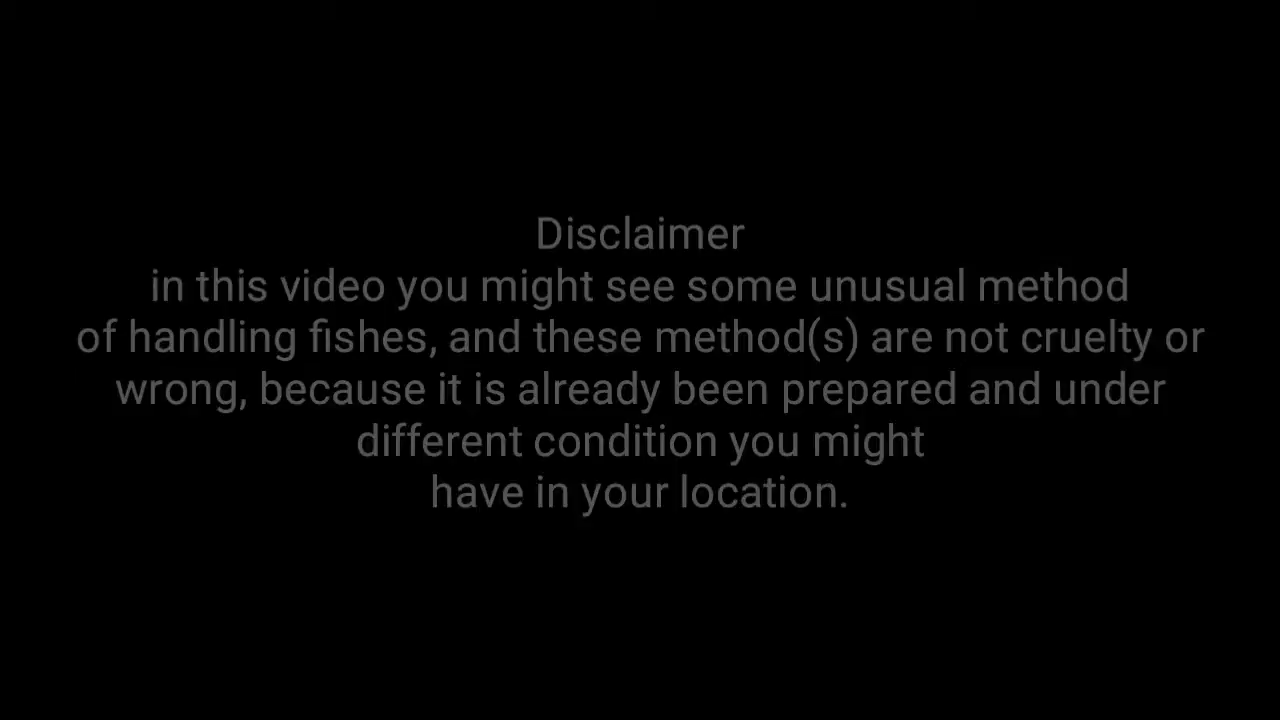 Disclaimer
in this video you might see some unusual method
of handling fishes, and these method(s) are not cruelty or
wrong, because it is already been prepared and under
different condition you might
have in your location.